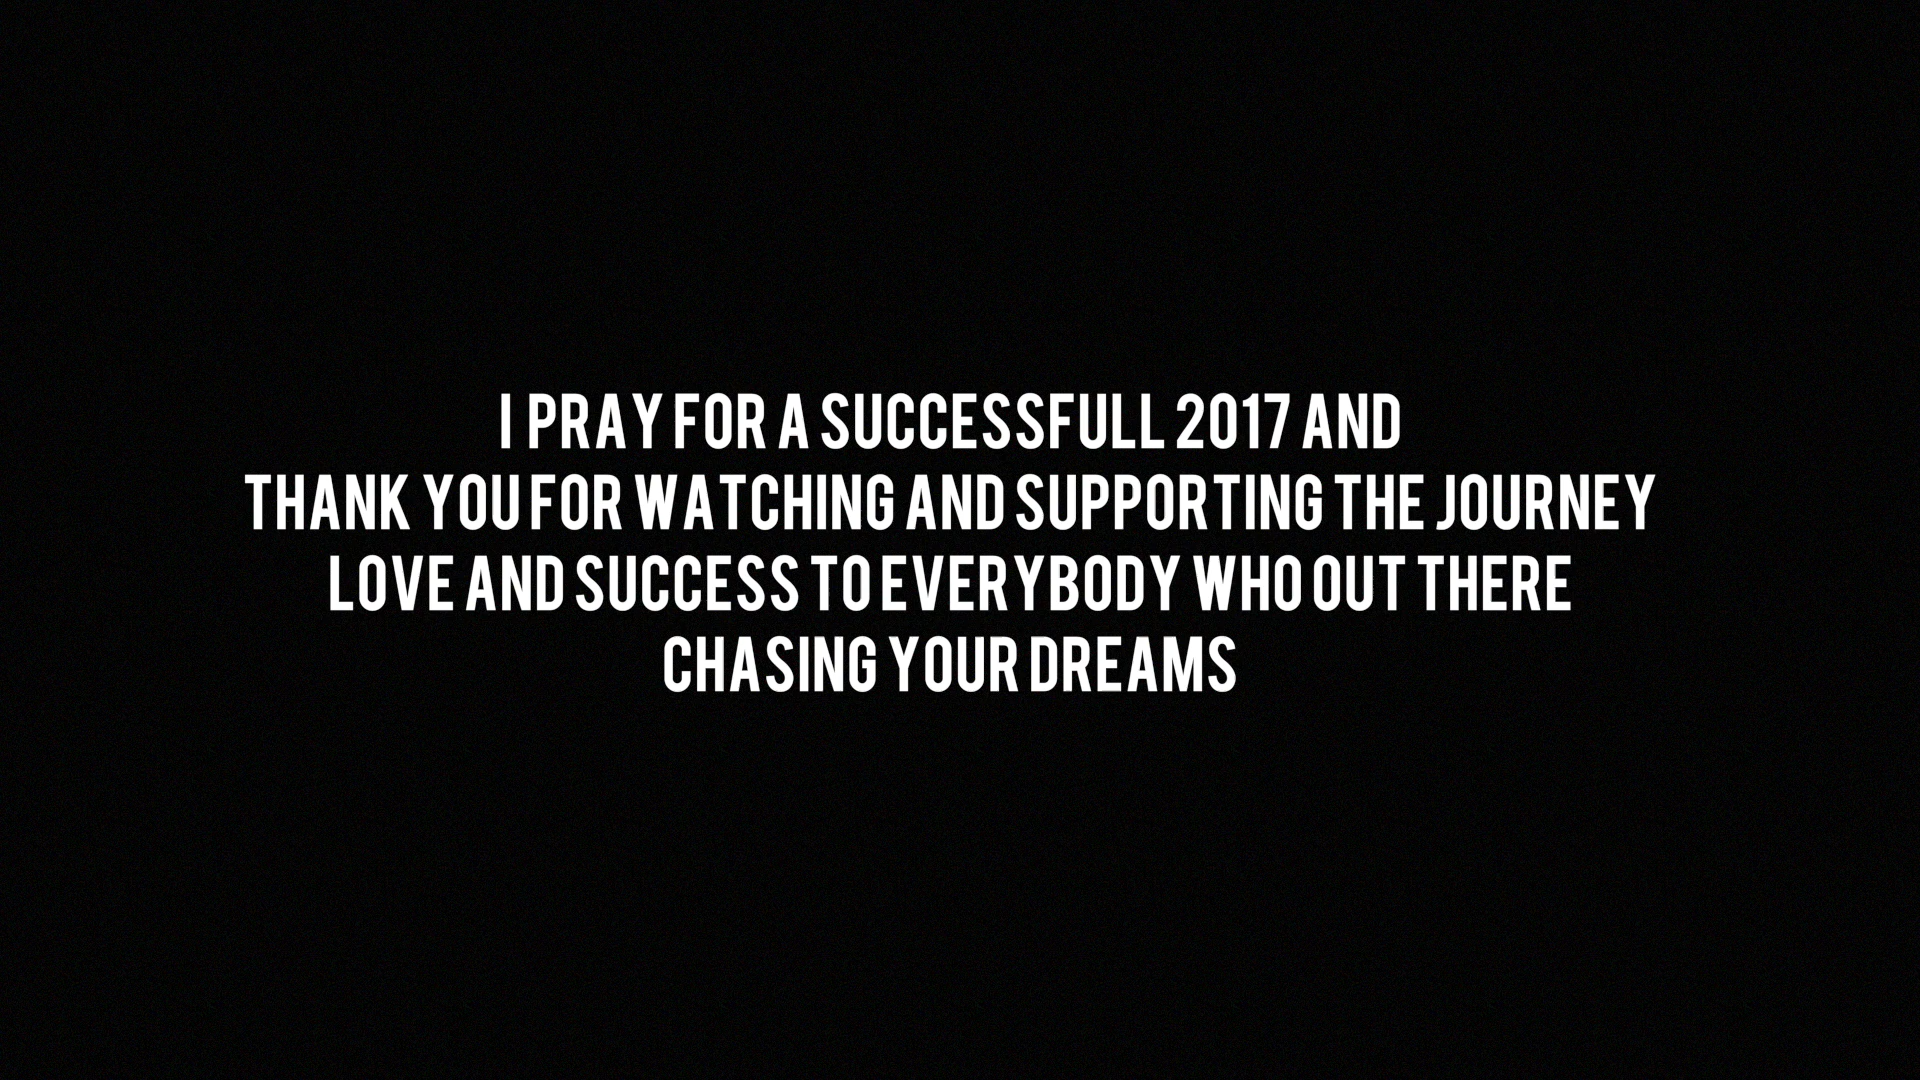 I PRAY FOR A SUCCESSFULL 2017 AND
THANK YOU FOR WATCHING AND SUPPORTING THE JOURNEY
LOVE AND SUCCESS TO EVERYBODY WHO OUT THERE
CHASING YOUR DREAMS